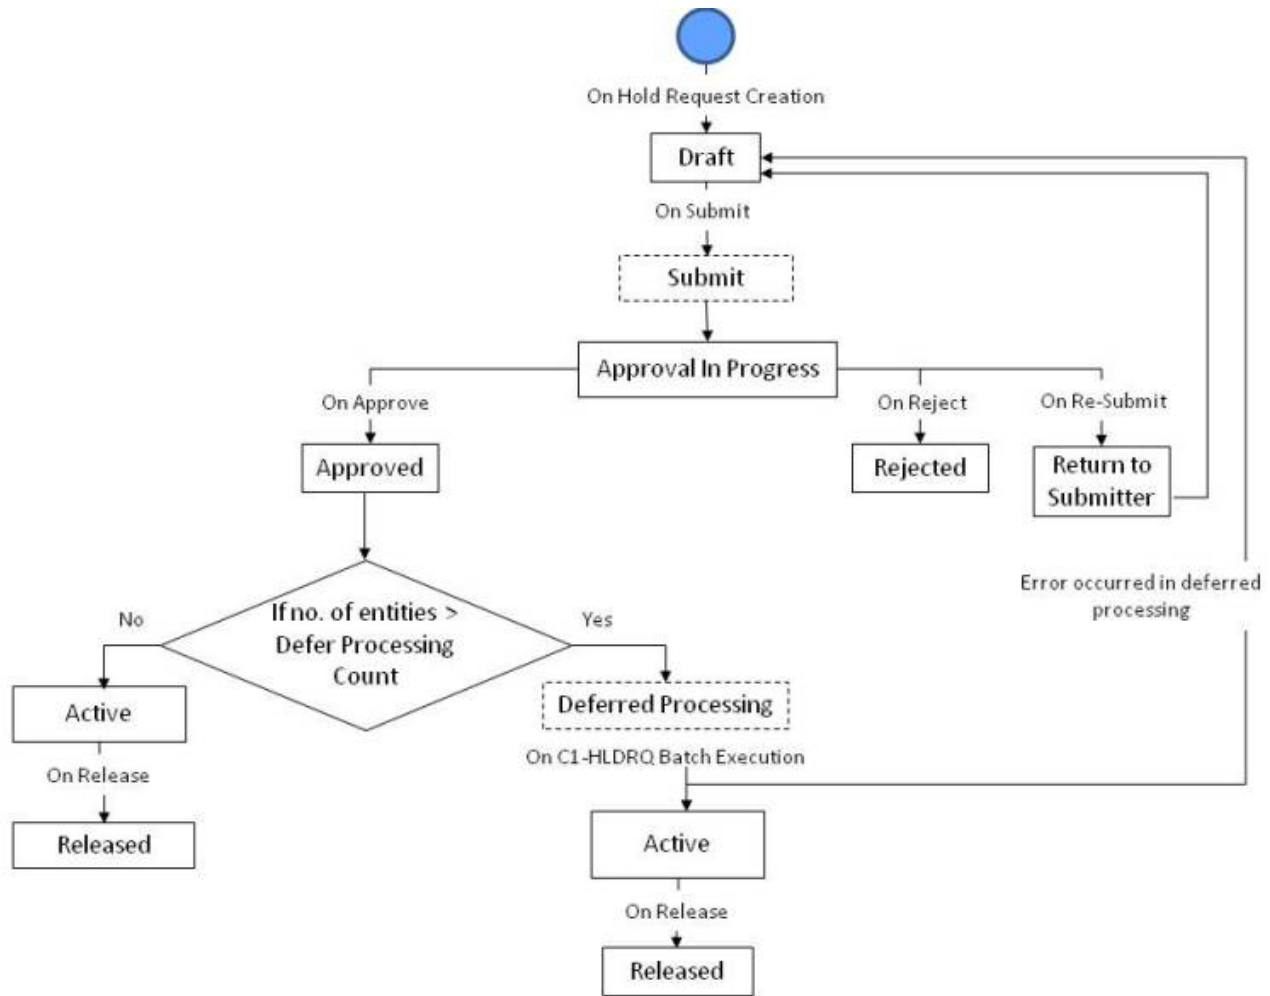 On Hold Request Creation
Draft
On Submit
Submit
Approval In Progress
On Approve
On Reject
On Re-Submit
Approved
Rejected
Return to
Submitter
Error occurred in deferred
processing
If no. of entities >
Defer Processing
Count
No
Yes
Active
Deferred Processing
On Release
On C1-HLDRQ Batch Execution
Released
Active
On Release
Released